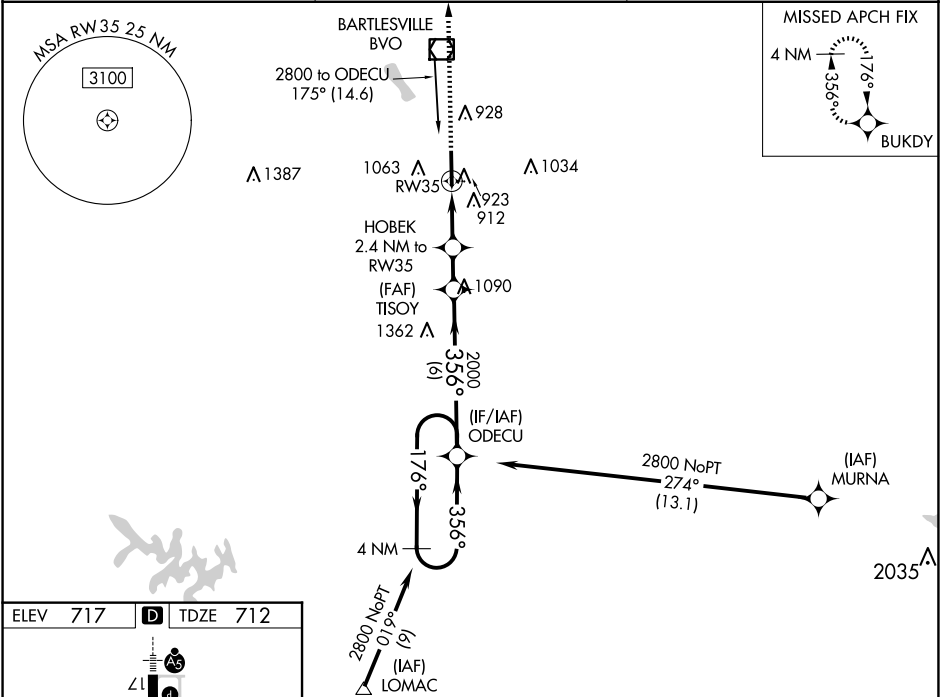 MSA RW35 25 NM
3100
BARTLESVILLE
BVO
2800 to ODECU
175° (14.6)
928
1387
1063
1034
RW35
923
912
HOBEK
2.4 NM to
RW35
(FAF)
TISOY
1090
1362
2000
356°
(6)
(IF/IAF)
ODECU
176°
356°
4 NM
2800 NoPT
274°
(13.1)
(IAF)
MURNA
2035
2800 NoPT
019°
(9)
(IAF)
LOMAC
MISSED APCH FIX
4 NM
356°
176°
BUKDY
ELEV 717 D TDZE 712
A5
17